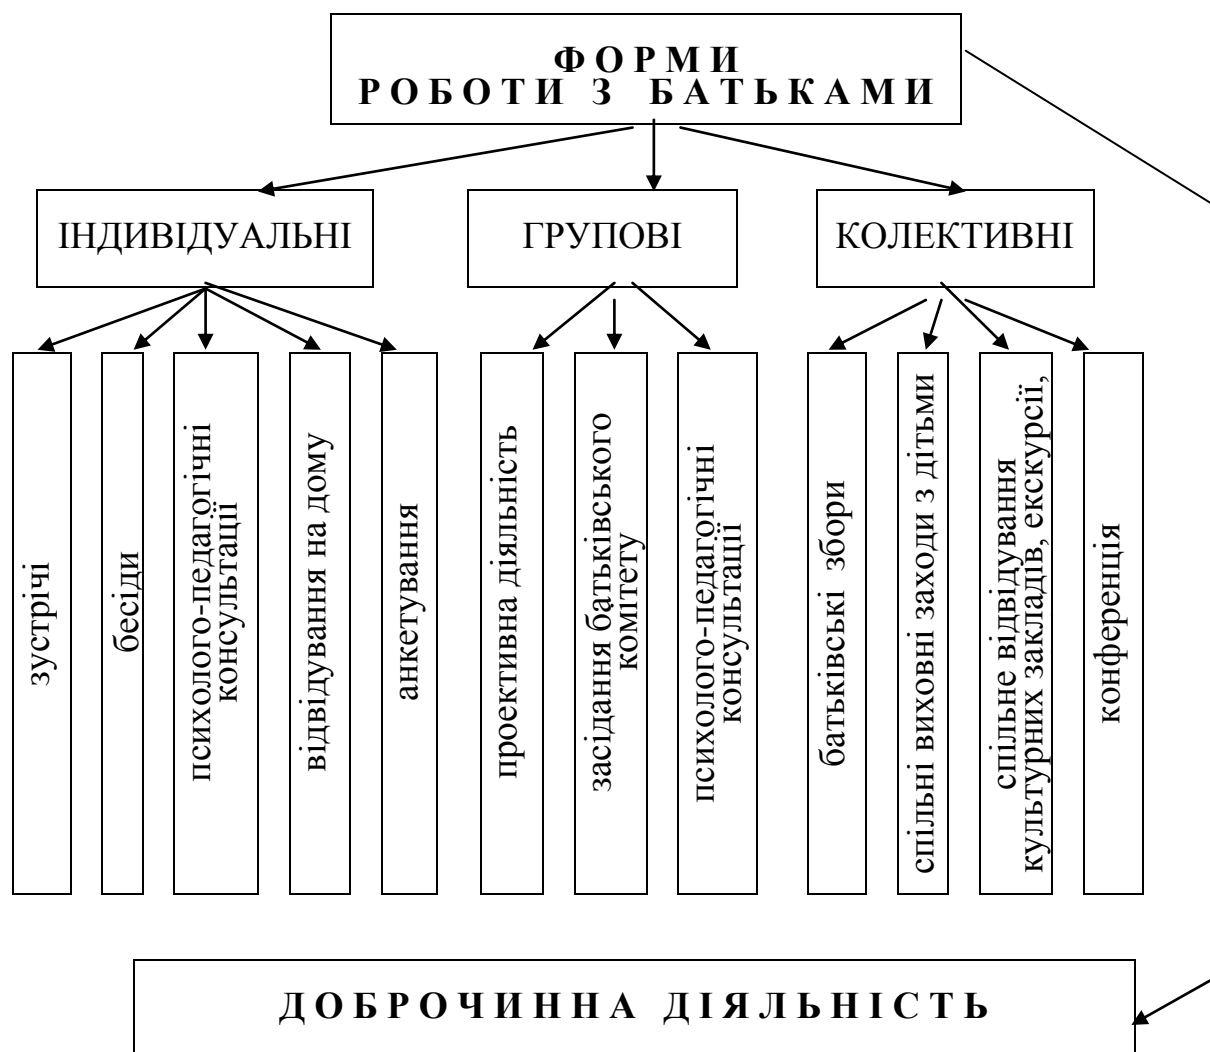 ФОРМИ
РОБОТИ З БАТЬКАМИ
ІНДИВІДУАЛЬНІ
ГРУПОВІ
КОЛЕКТИВНІ
зустрічі
бесіди
психолого-педагогічні
консультації
відвідування на дому
анкетування
проективна діяльність
засідання батьківського
комітету
психолого-педагогічні
консультації
батьківські збори
спільні виховні заходи з дітьми
спільне відвідування
культурних закладів, екскурсії,
конференція
ДОБРОЧИННА ДІЯЛЬНІСТЬ